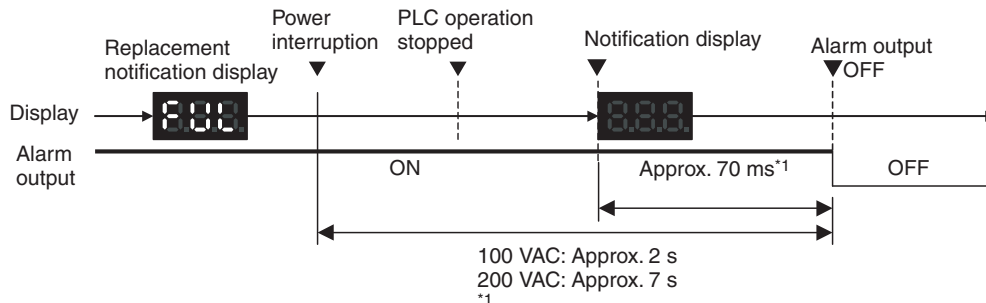 Replacement
notification display
Power
interruption
PLC operation
stopped
Notification display
Alarm output
OFF
Display
FUL
8.8.8.
Alarm
output
ON
Approx. 70 ms*1
OFF
100 VAC: Approx. 2 s
200 VAC: Approx. 7 s
*1